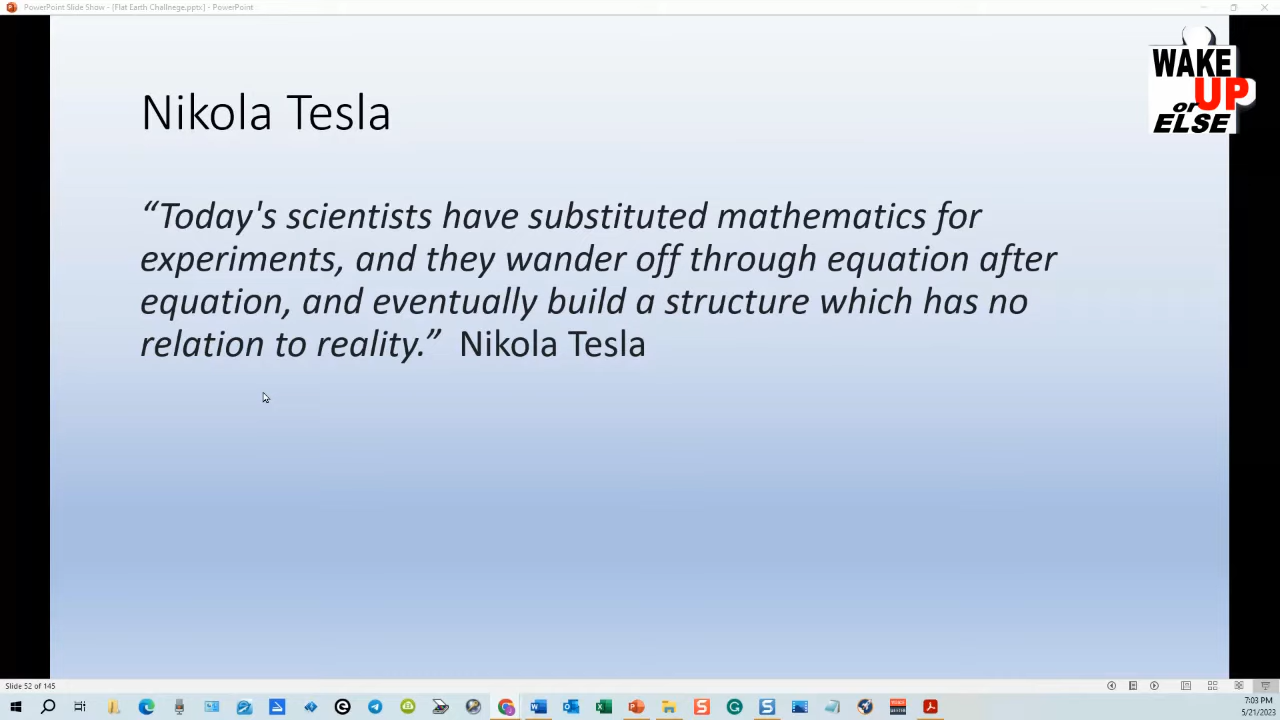 PowerPoint Slide Show - [Flat Earth Challnege.pptx] - PowerPoint
WAKE
UP
or
ELSE
Nikola Tesla
“Today's scientists have substituted mathematics for
experiments, and they wander off through equation after
equation, and eventually build a structure which has no
relation to reality.” Nikola Tesla
Slide 52 of 145
7:03 PM
5/21/2023